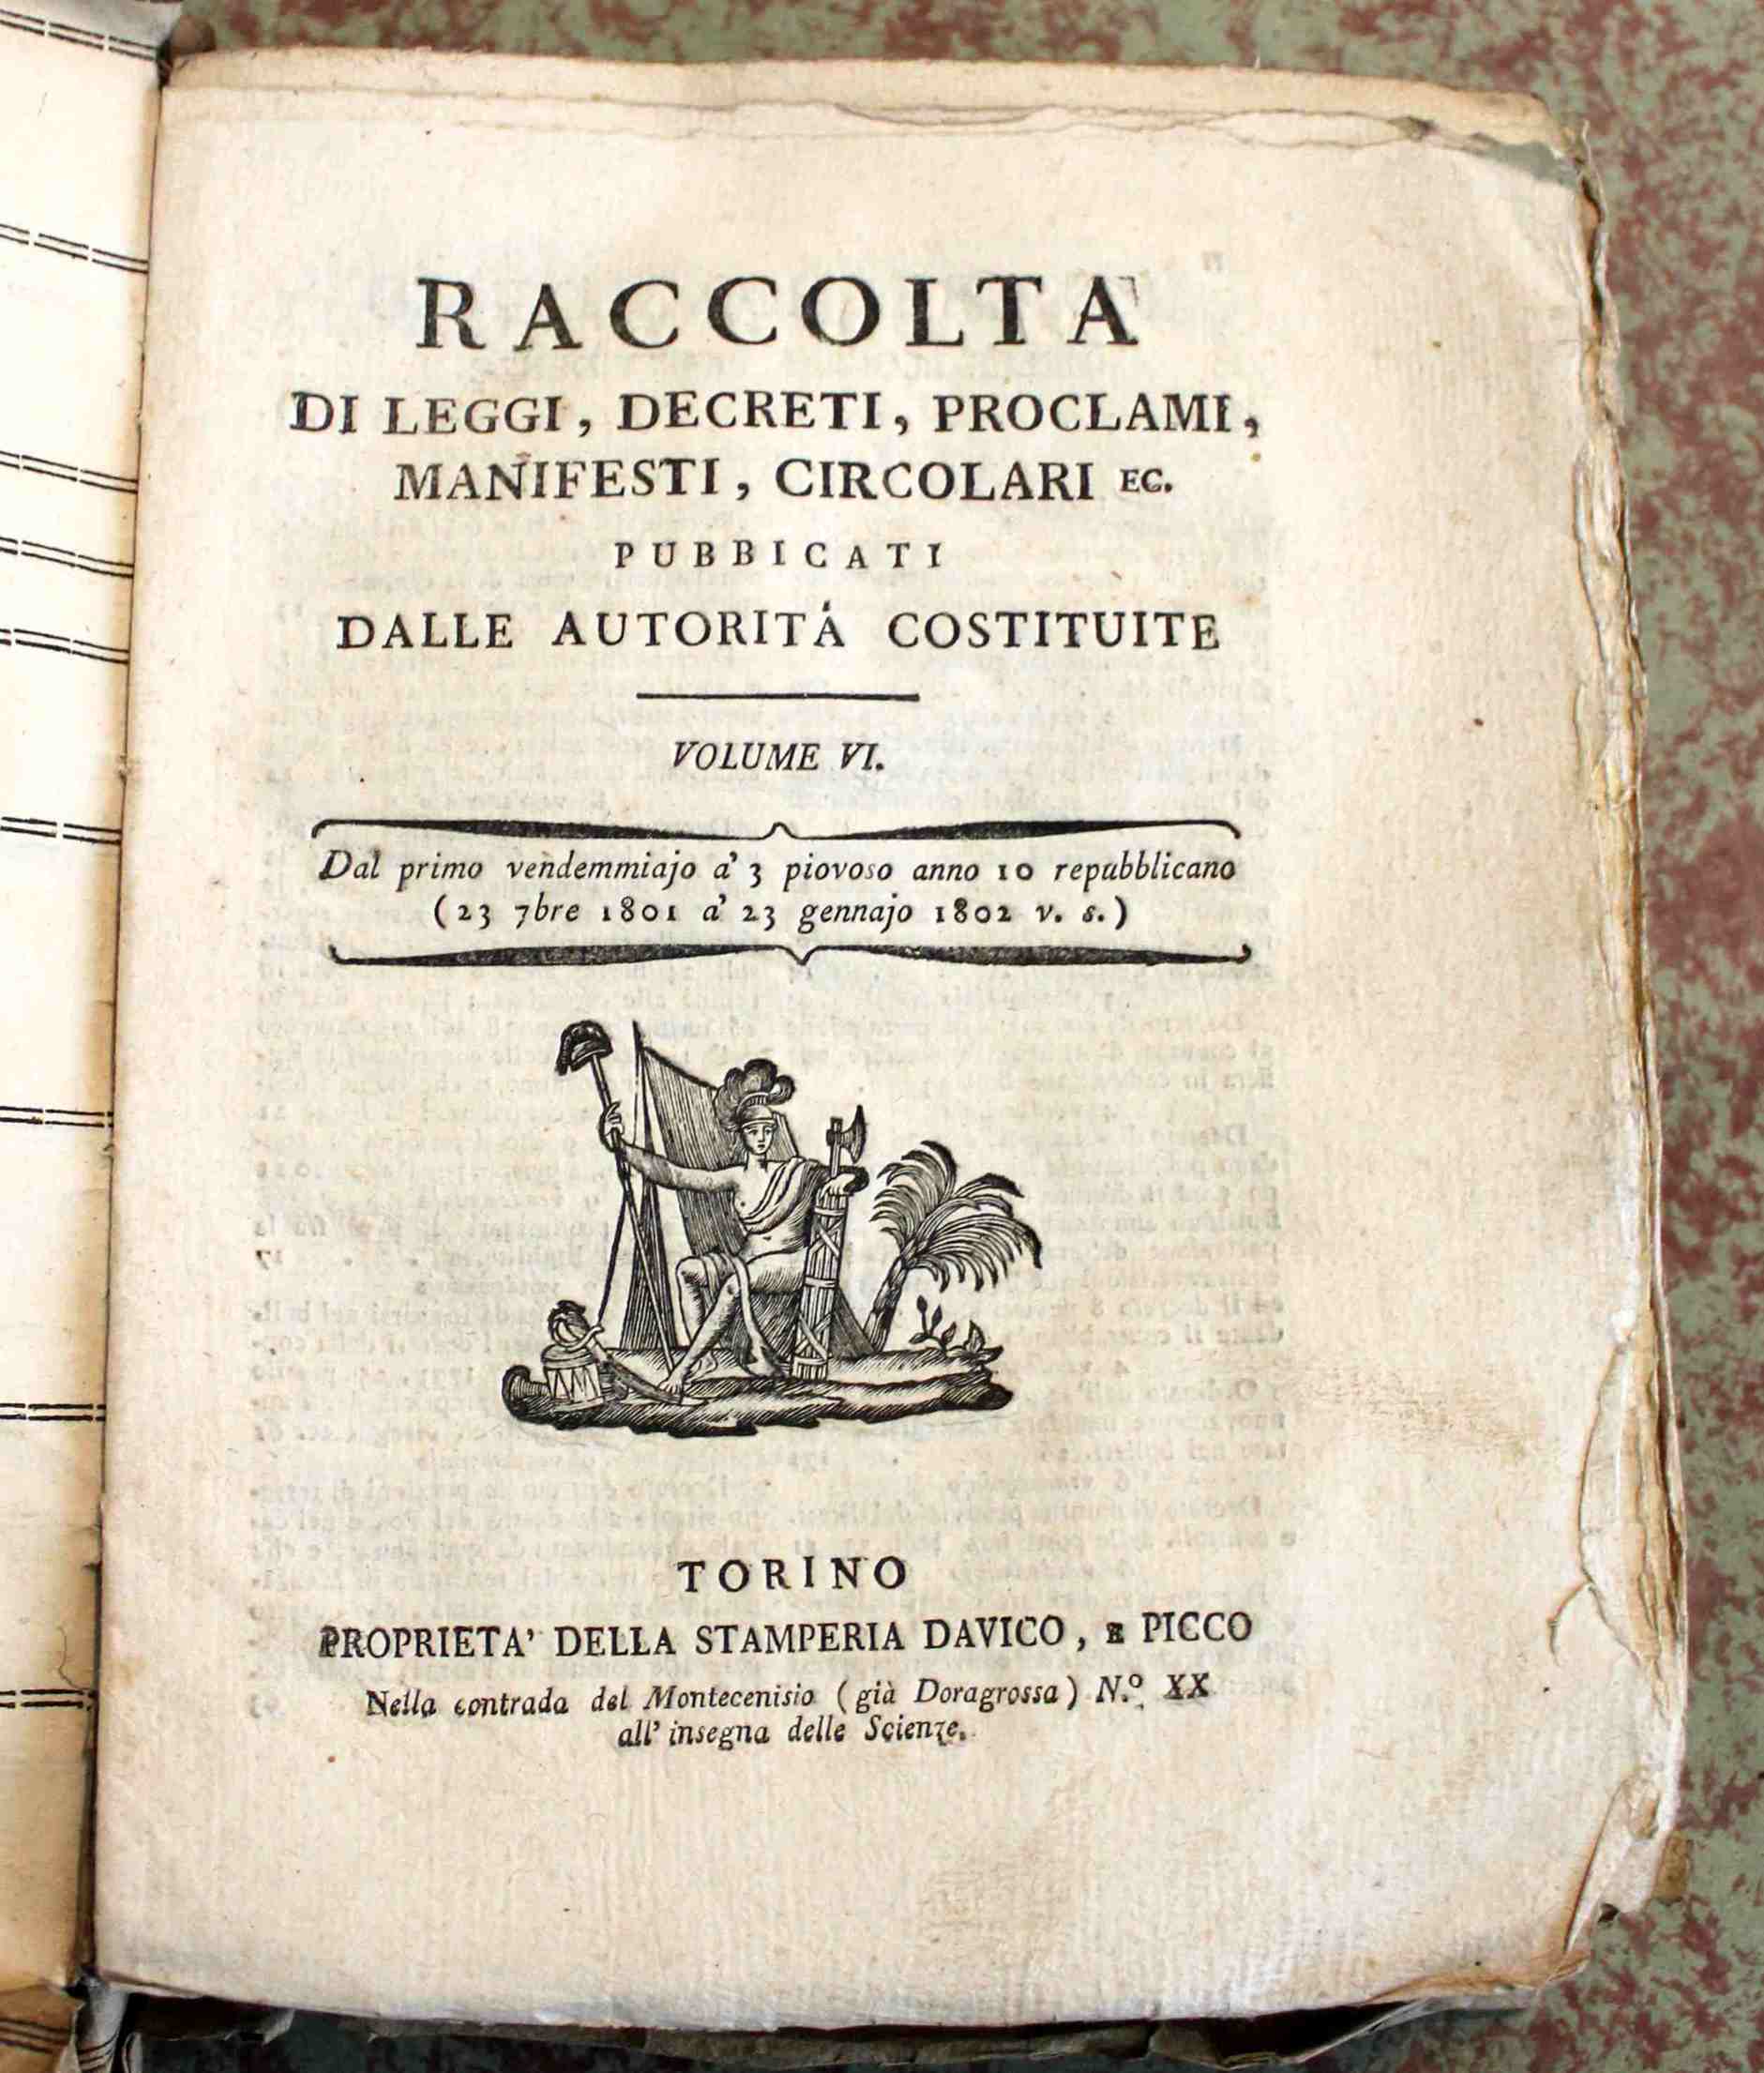 RACCOLTA
DI LEGGI, DECRETI, PROCLAMI,
MANIFESTI, CIRCOLARI EC.
PUBBICATI
DALLE AUTORITÁ COSTITUITE
VOLUME VI.
Dal primo vendemmiajo a' 3 piovoso anno 10 repubblicano
(23 7bre 1801 a' 23 gennajo 1802 v. s.)
TORINO
PROPRIETA' DELLA STAMPERIA DAVICO, E PICCO
Nella contrada del Montecenisio (già Doragrossa) N.º XX
all' insegna delle Scienze.